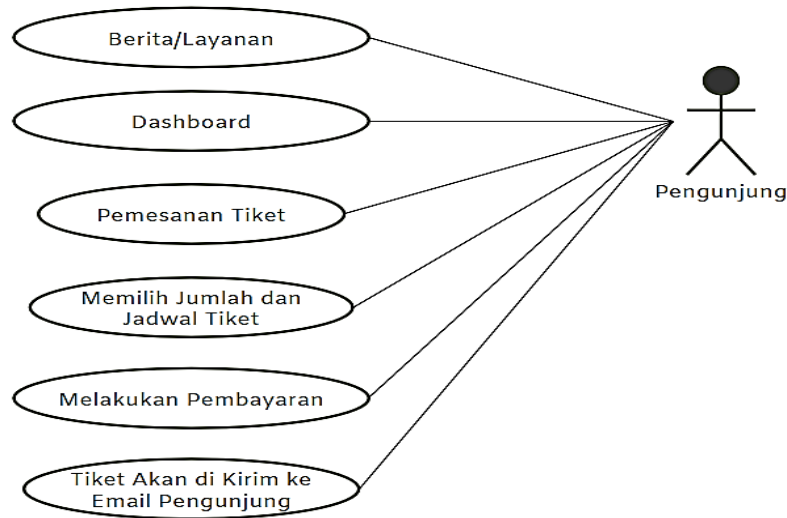 Berita/Layanan
Dashboard
Pengunjung
Pemesanan Tiket
Memilih Jumlah dan
Jadwal Tiket
Melakukan Pembayaran
Tiket Akan di Kirim ke
Email Pengunjung